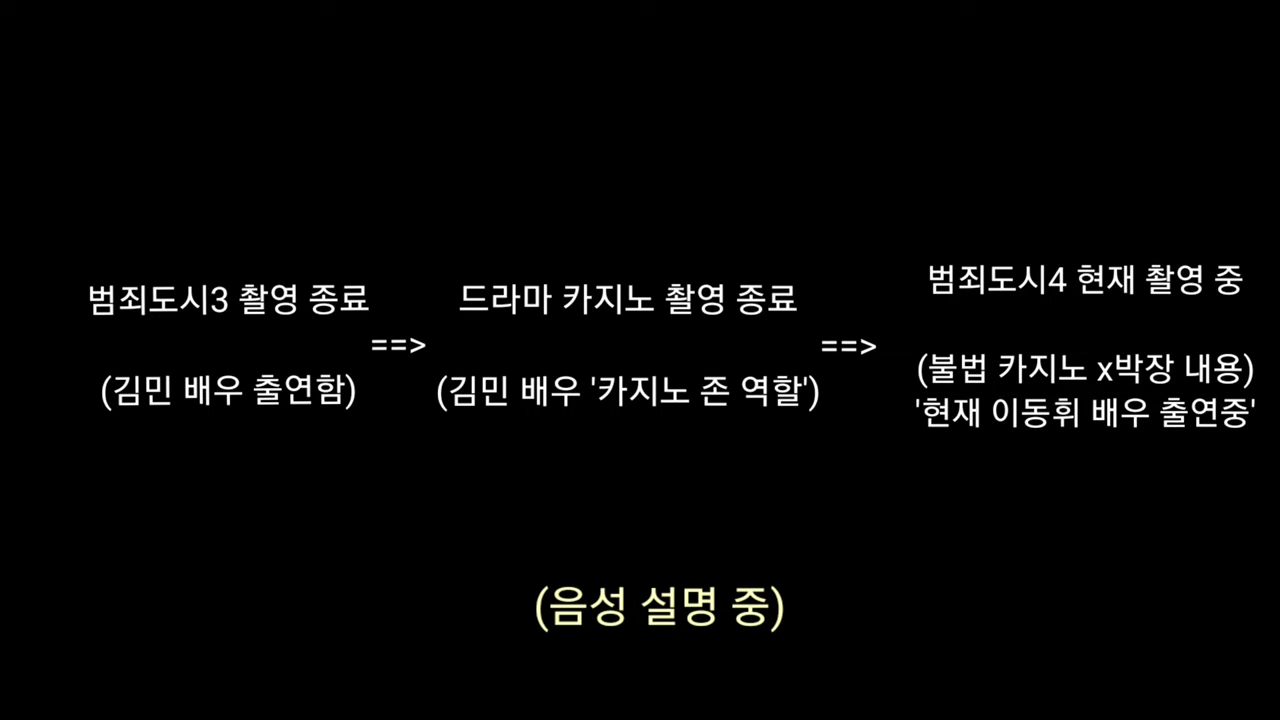 범죄도시3 촬영 종료
(김민 배우 출연함)
==>
드라마 카지노 촬영 종료
(김민 배우 '카지노 존 역할')
==>
범죄도시4 현재 촬영 중
(불법 카지노 x박장 내용)
'현재 이동휘 배우 출연중'
(음성 설명 중)